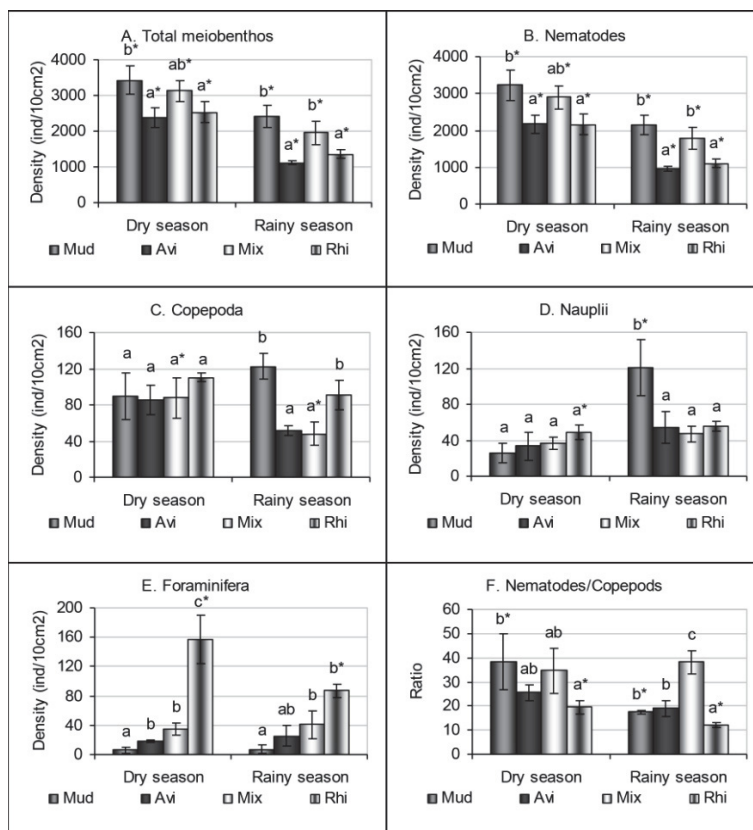 A. Total meiobenthos
b*
a*
ab*
a*
b*
a*
b*
a*
4000
3000
2000
1000
0
Density (ind/10cm2)
Dry season
Rainy season
Mud
Avi
Mix
Rhi
B. Nematodes
b*
a*
ab*
a*
b*
a*
b*
a*
4000
3000
2000
1000
0
Density (ind/10cm2)
Dry season
Rainy season
Mud
Avi
Mix
Rhi
C. Copepoda
a
a
a*
a
b
a
a*
b
160
120
80
40
0
Density (ind/10cm2)
Dry season
Rainy season
Mud
Avi
Mix
Rhi
D. Nauplii
a
a
a
a*
b*
a
a
a
160
120
80
40
0
Density (ind/10cm2)
Dry season
Rainy season
Mud
Avi
Mix
Rhi
E. Foraminifera
a
b
b
c*
a
ab
b
b*
200
160
120
80
40
0
Density (ind/10cm2)
Dry season
Rainy season
Mud
Avi
Mix
Rhi
F. Nematodes/Copepods
b*
ab
ab
a*
b*
b
c
a*
60
50
40
30
20
10
0
Ratio
Dry season
Rainy season
Mud
Avi
Mix
Rhi